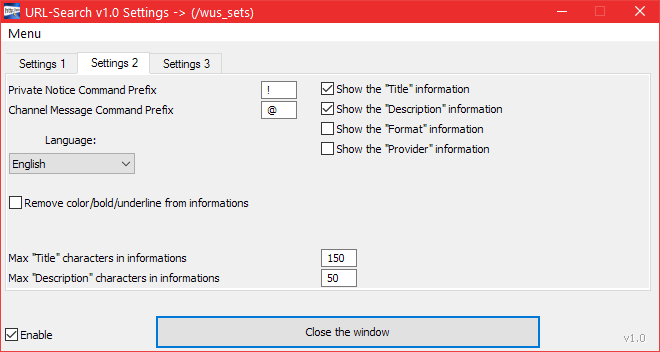 URL-Search v1.0 Settings -> (/wus_sets)
Menu
Settings 1 Settings 2 Settings 3
Private Notice Command Prefix !
Channel Message Command Prefix @
Language:
English
Show the "Title" information
Show the "Description" information
Show the "Format" information
Show the "Provider" information
Remove color/bold/underline from informations
Max "Title" characters in informations 150
Max "Description" characters in informations 50
Enable
Close the window
v1.0